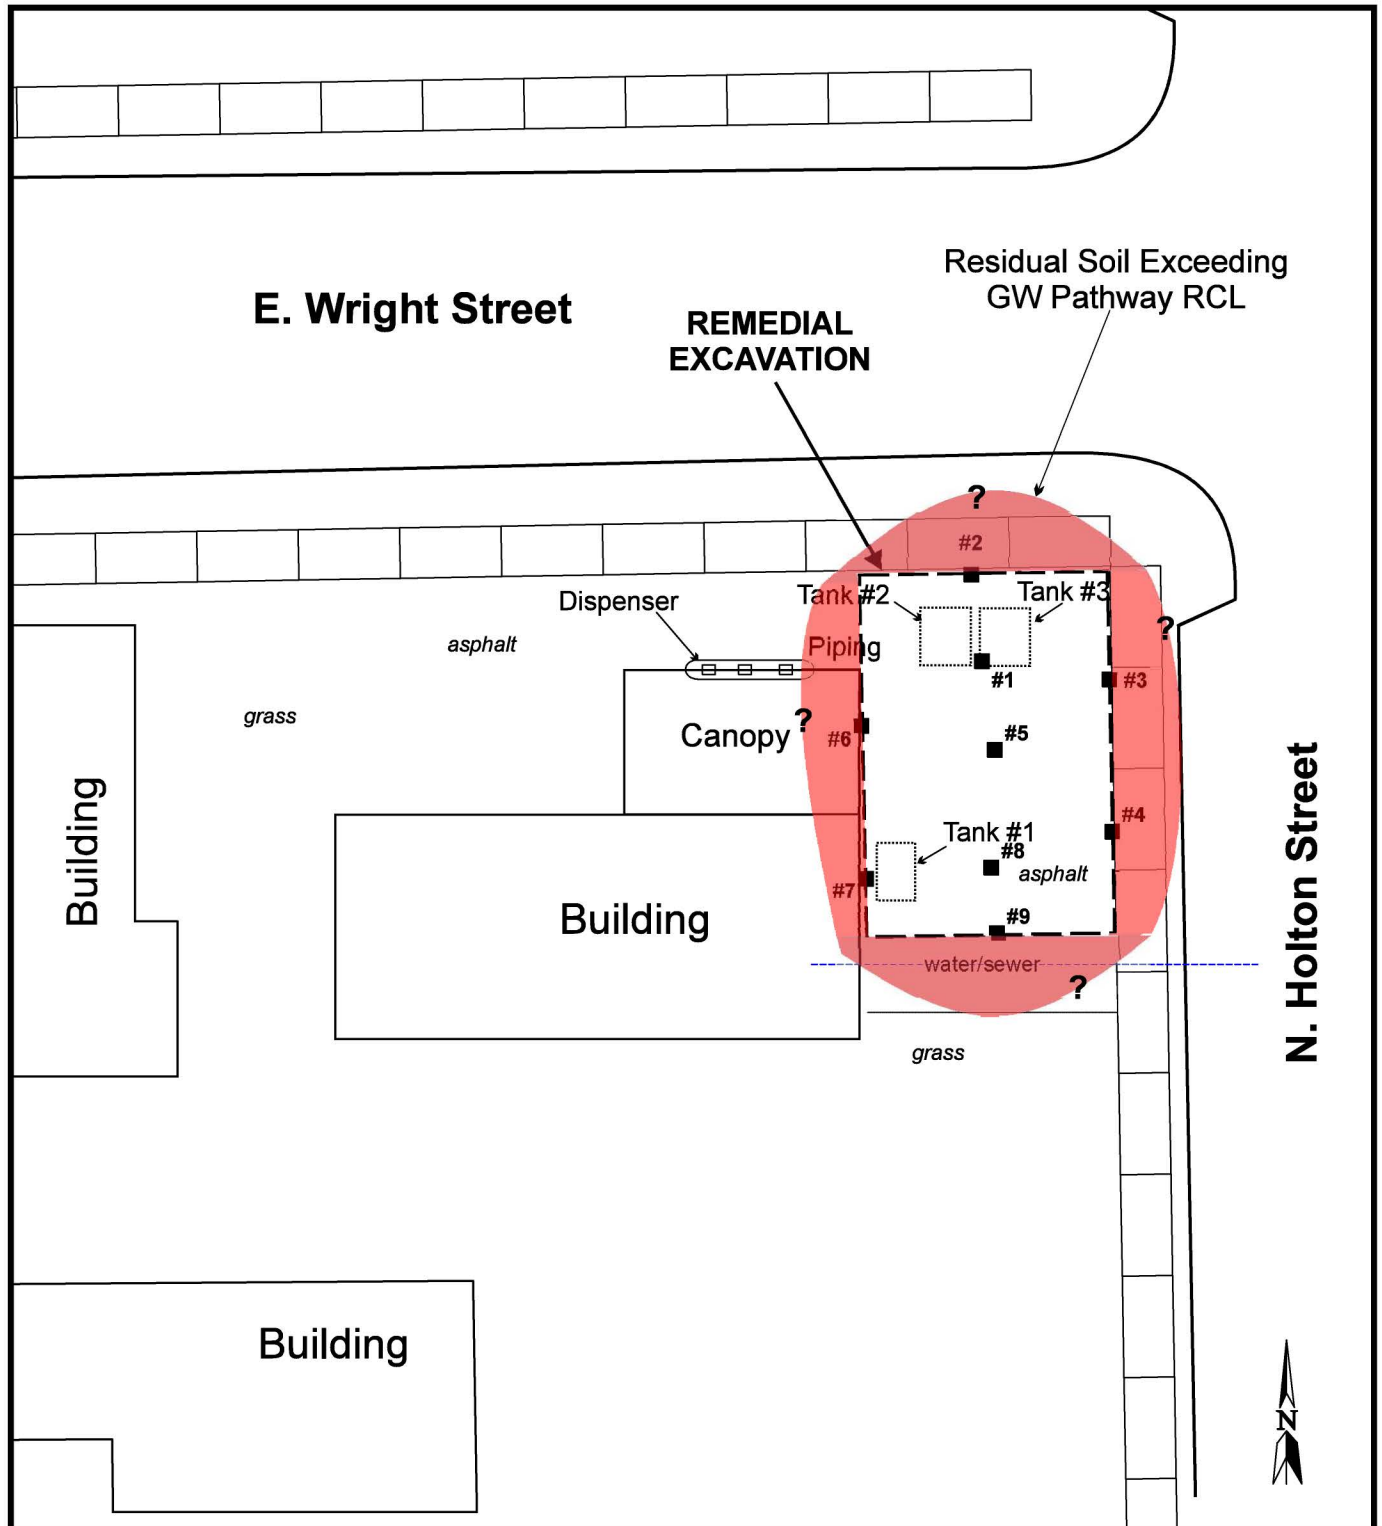 Residual Soil Exceeding
GW Pathway RCL
E. Wright Street
REMEDIAL
EXCAVATION
?
#2
Dispenser
Tank #2
Tank #3
?
asphalt
Piping
#1
#3
grass
?
Canopy
#6
#5
Building
#4
Tank #1
#8
asphalt
#7
Building
#9
N. Holton Street
water/sewer
?
grass
Building
N